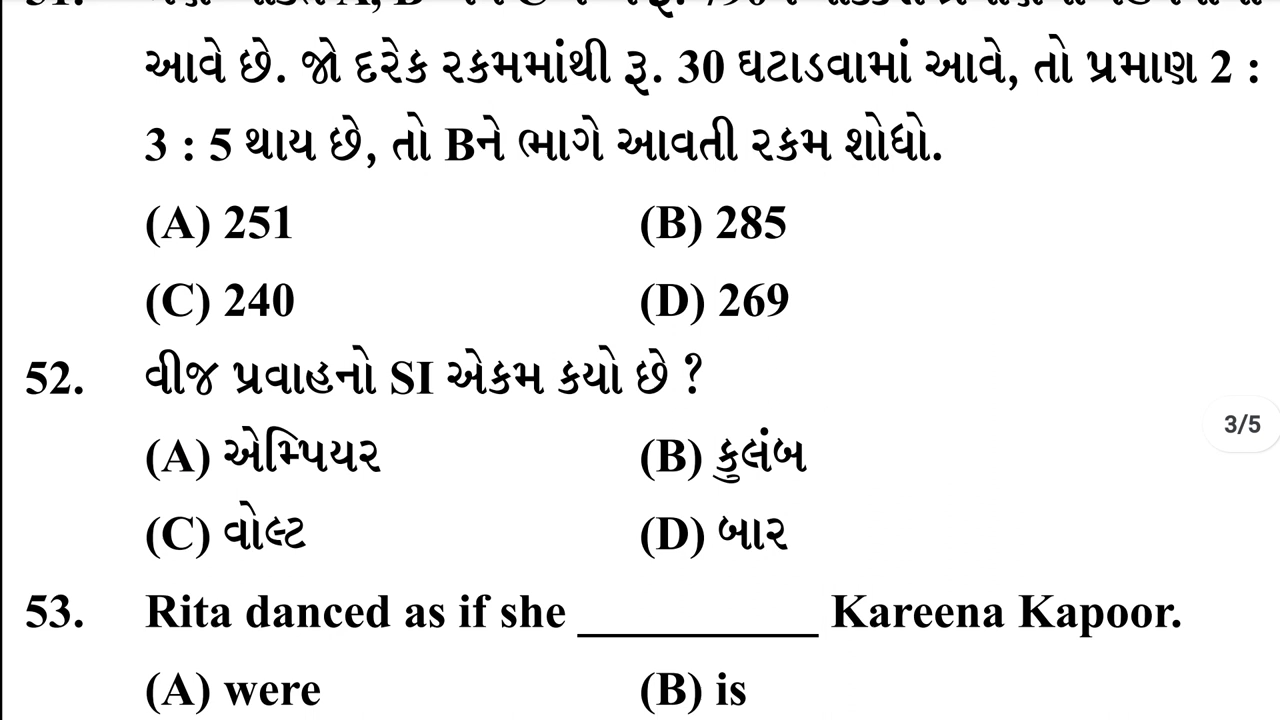 આવે છે. જો દરેક રકમમાંથી રૂ. 30 ઘટાડવામાં આવે, તો પ્રમાણ 2 :
3 : 5 થાય છે, તો Bને ભાગે આવતી રકમ શોધો.
(A) 251 (B) 285
(C) 240 (D) 269
52. વીજ પ્રવાહનો SI એકમ કયો છે ?
(A) એમ્પિયર (B) કુલંબ
3/5
(C) વોલ્ટ (D) બાર
53. Rita danced as if she __________ Kareena Kapoor.
(A) were (B) is